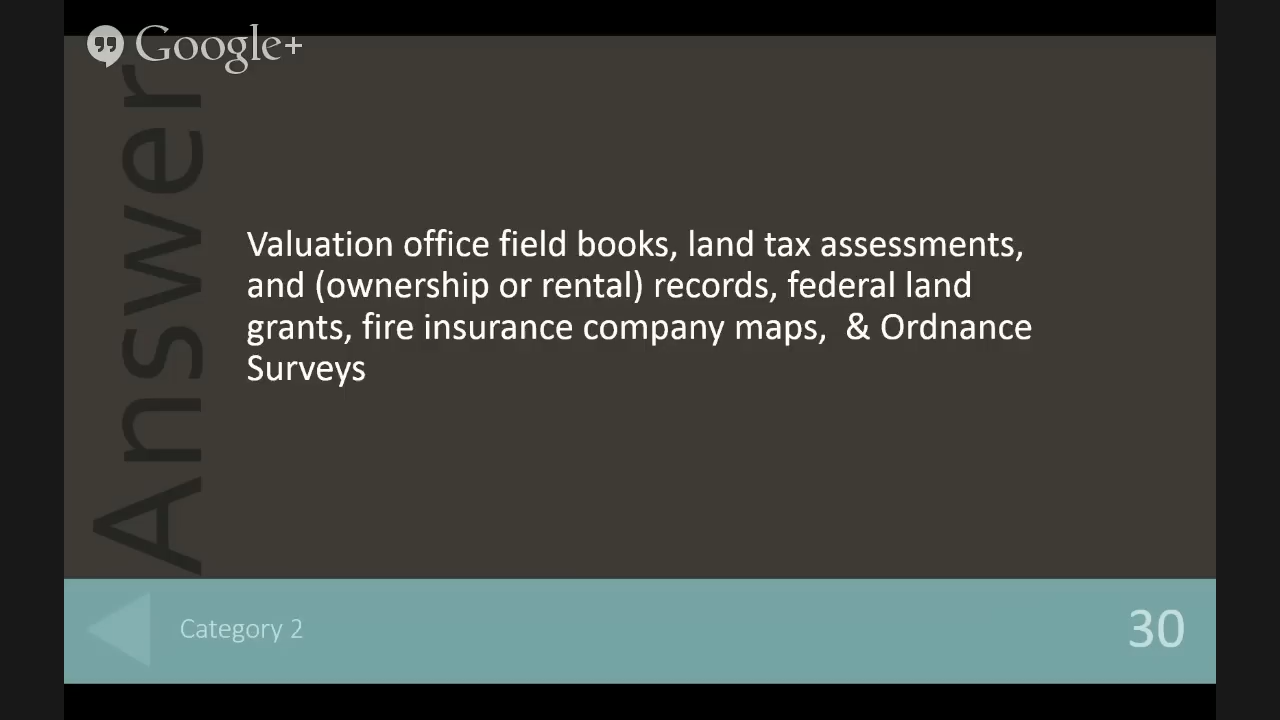 Google+
Answer
Valuation office field books, land tax assessments,
and (ownership or rental) records, federal land
grants, fire insurance company maps,  & Ordnance
Surveys
Category 2
30